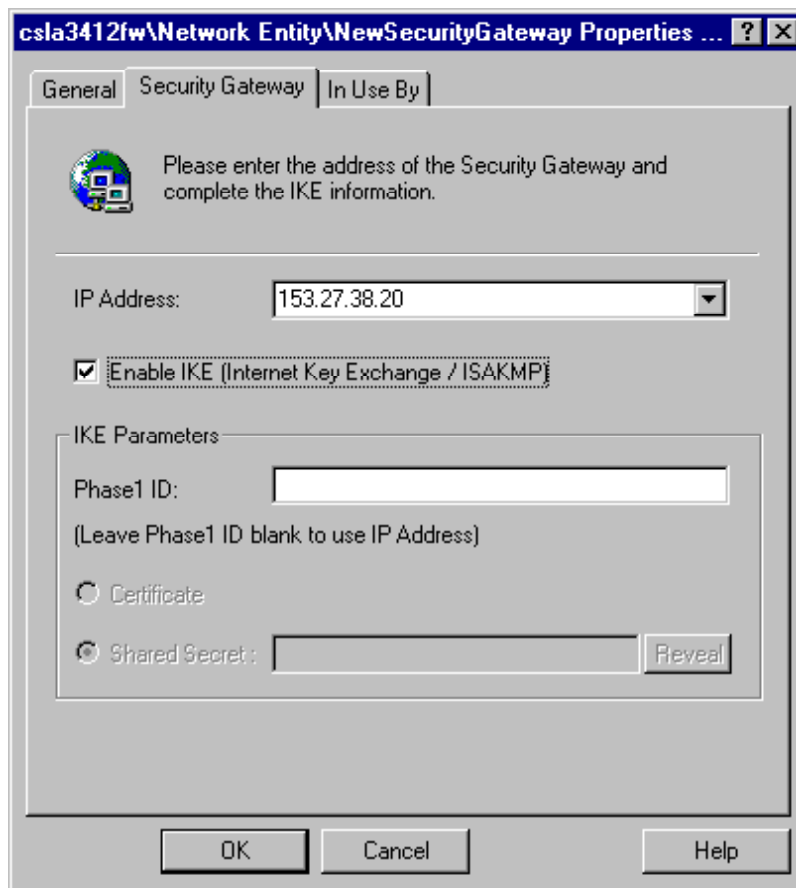 csla3412fw\Network Entity\NewSecurityGateway Properties ...
General
Security Gateway
In Use By
Please enter the address of the Security Gateway and
complete the IKE information.
IP Address:
153.27.38.20
Enable IKE (Internet Key Exchange / ISAKMP)
IKE Parameters
Phase1 ID:
(Leave Phase1 ID blank to use IP Address)
Certificate
Shared Secret :
Reveal
OK
Cancel
Help